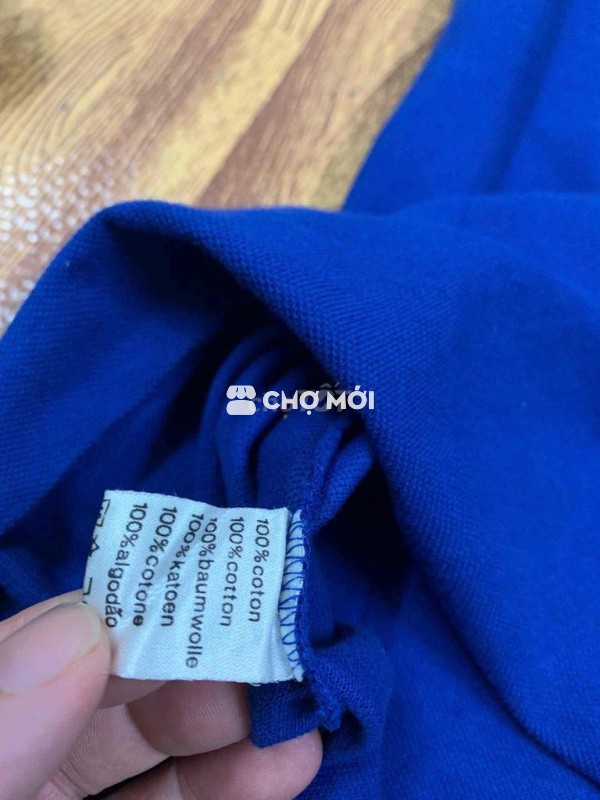 CHỢ MỚI
100%coton
100%cotton
100%baumwolle
100%katoen
100%cotone
100%algodão